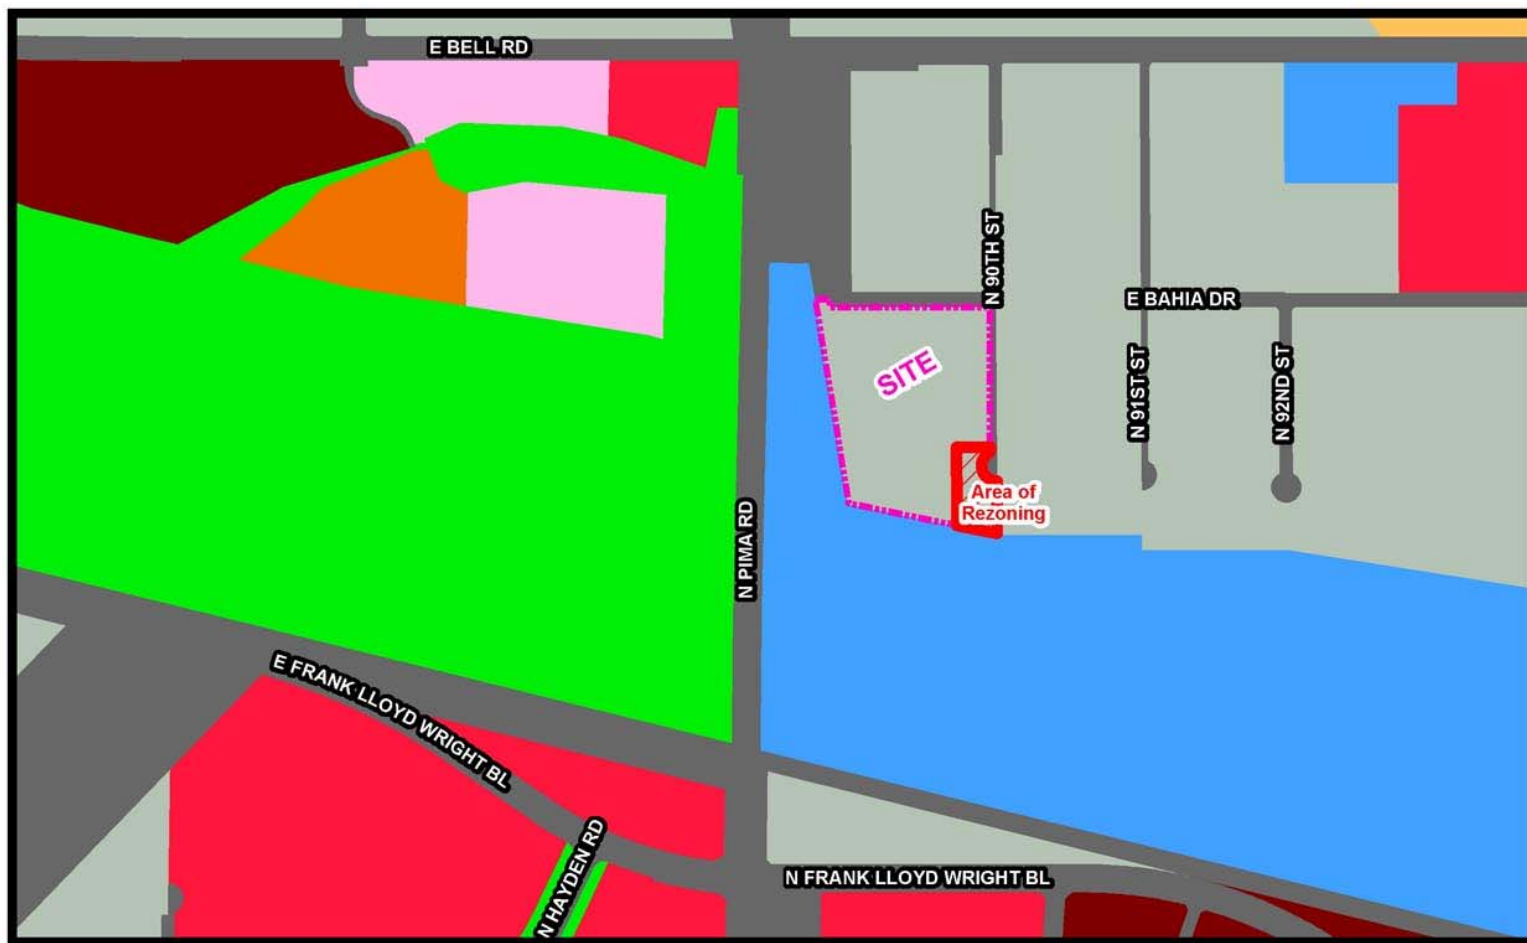 E BELL RD
N 90TH ST
E BAHIA DR
SITE
N 91ST ST
N 92ND ST
Area of
Rezoning
N PIMA RD
E FRANK LLOYD WRIGHT BL
N HAYDEN RD
N FRANK LLOYD WRIGHT BL